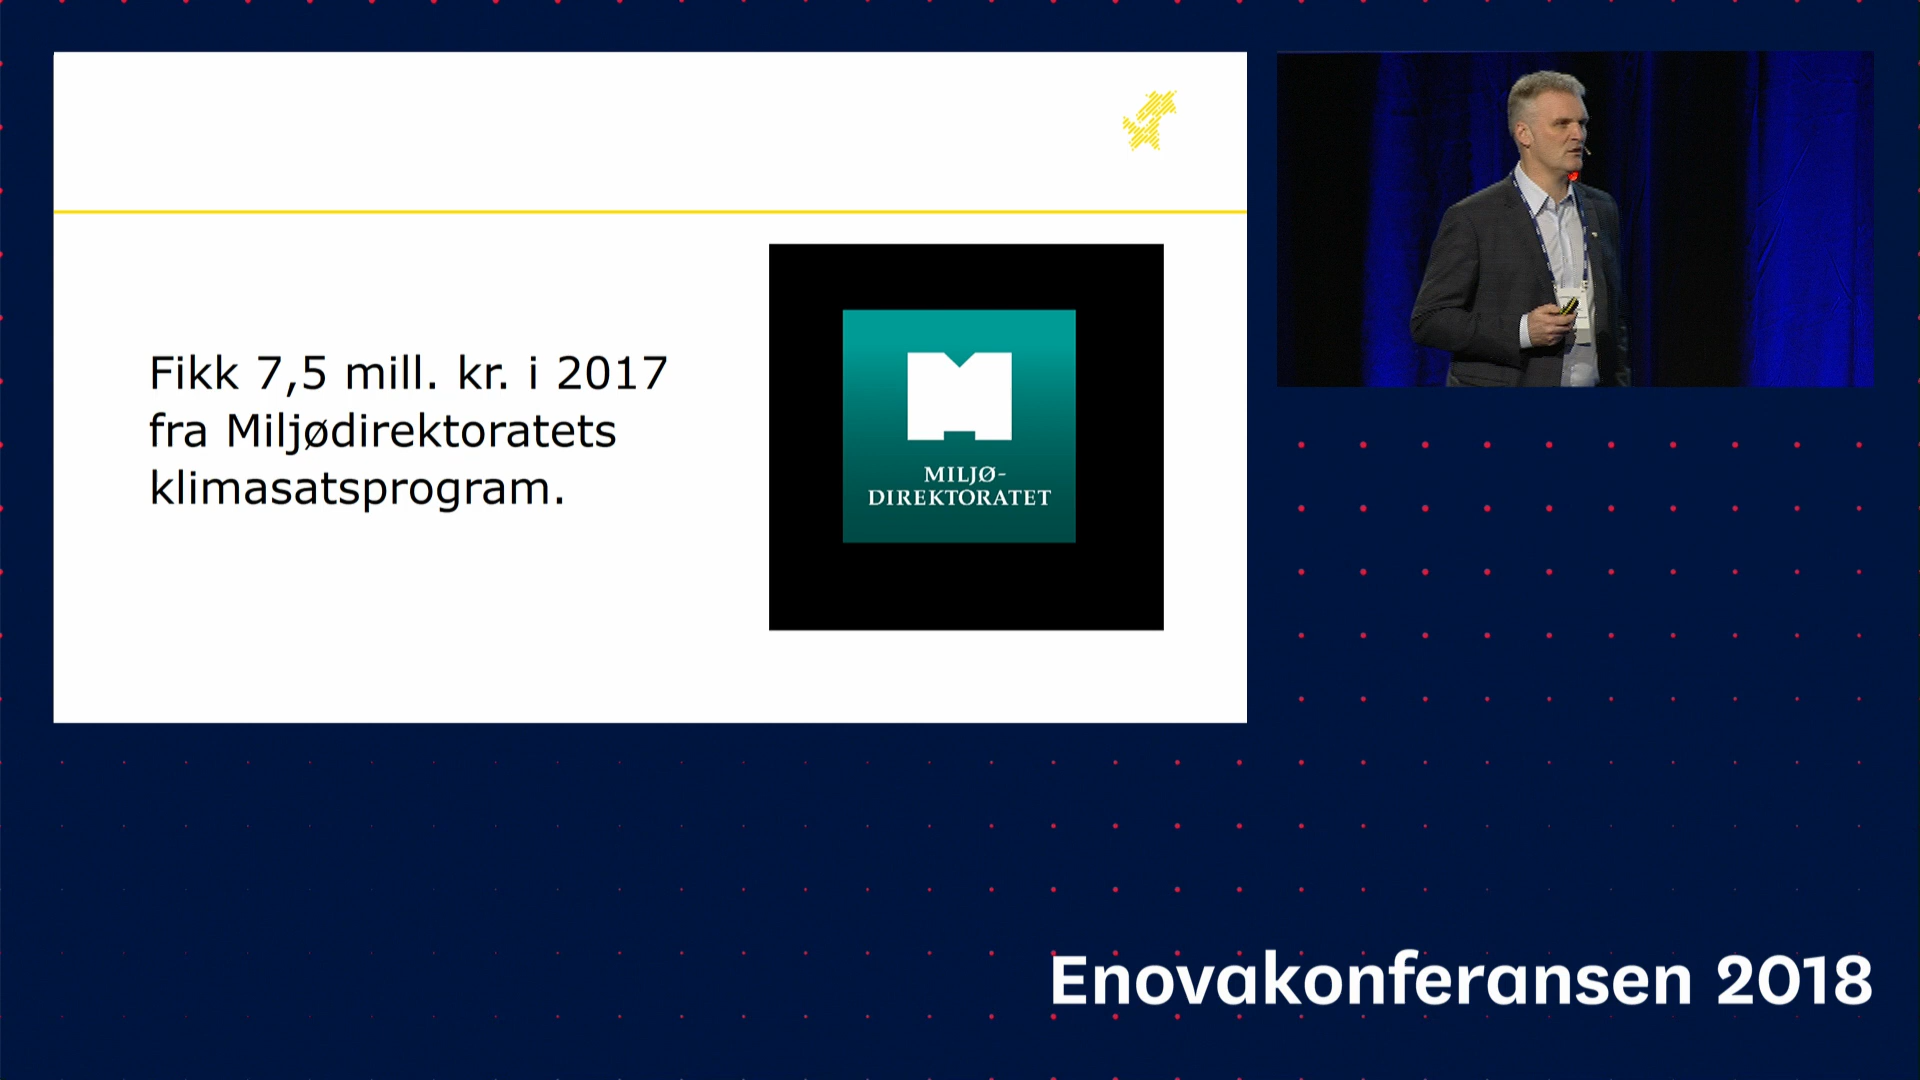 Fikk 7,5 mill. kr. i 2017
fra Miljødirektoratets
klimasatsprogram.
MILJØ-
DIREKTORATET
Enovakonferansen 2018